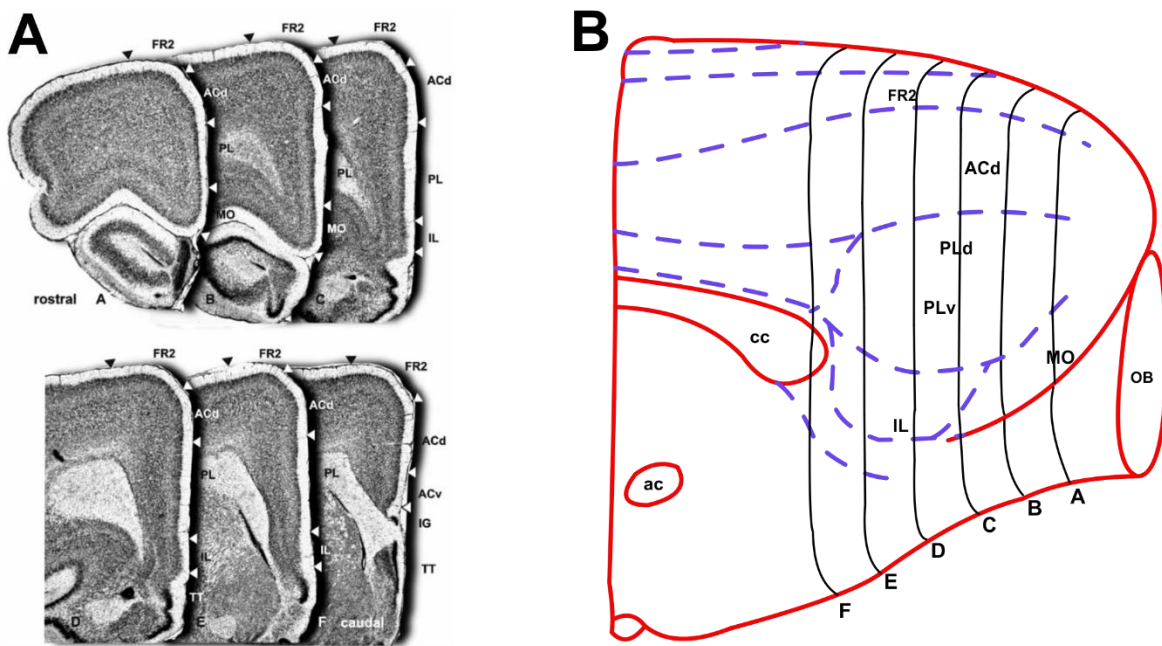 A
FR2
FR2
FR2
ACd
ACd
ACd
PL
PL
PL
MO
MO
IL
rostral A
B
C
FR2
FR2
FR2
ACd
ACd
ACd
PL
PL
ACv
IG
IL
IL
TT
TT
D
E
F caudal
B
FR2
ACd
PLd
PLv
cc
MO
OB
IL
ac
A
B
C
D
E
F